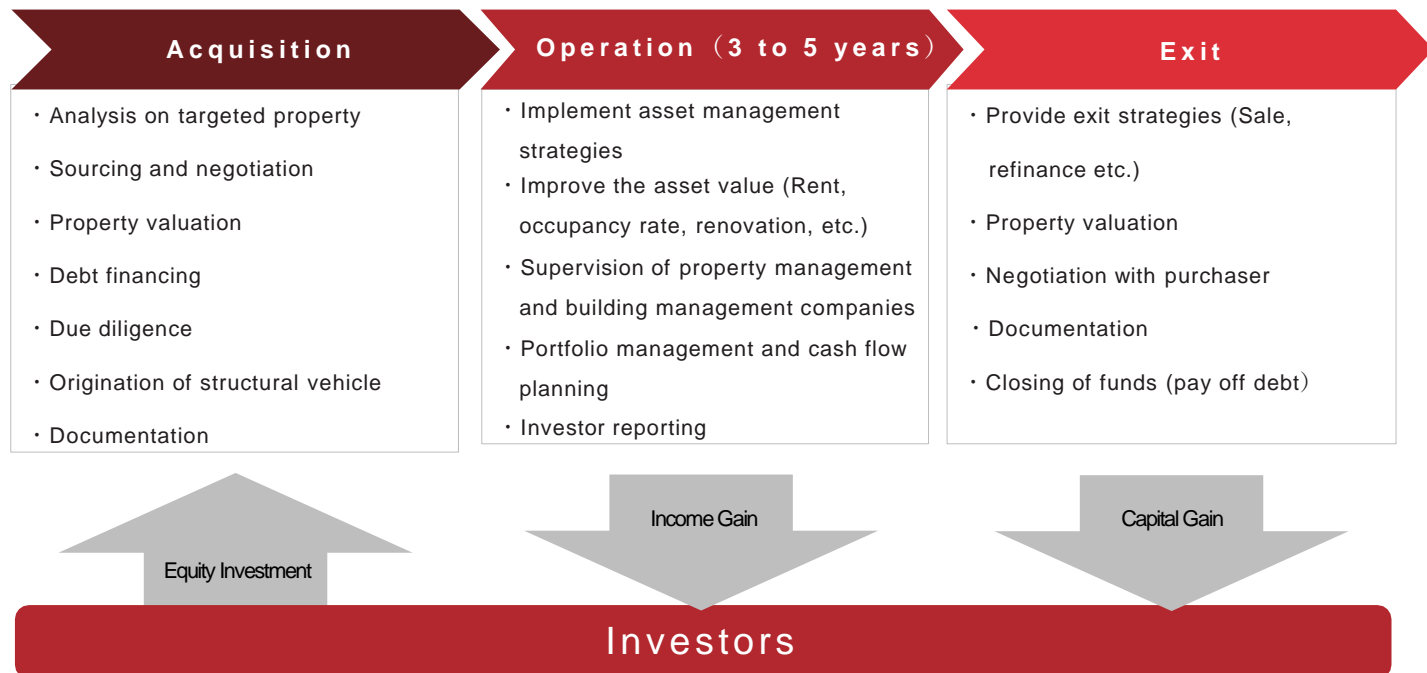 Acquisition
・Analysis on targeted property
・Sourcing and negotiation
・Property valuation
・Debt financing
・Due diligence
・Origination of structural vehicle
・Documentation
Operation（3 to 5 years）
・Implement asset management
strategies
・Improve the asset value (Rent,
occupancy rate, renovation, etc.)
・Supervision of property management
and building management companies
・Portfolio management and cash flow
planning
・Investor reporting
Exit
・Provide exit strategies (Sale,
refinance etc.)
・Property valuation
・Negotiation with purchaser
・Documentation
・Closing of funds (pay off debt）
Equity Investment
Income Gain
Capital Gain
Investors